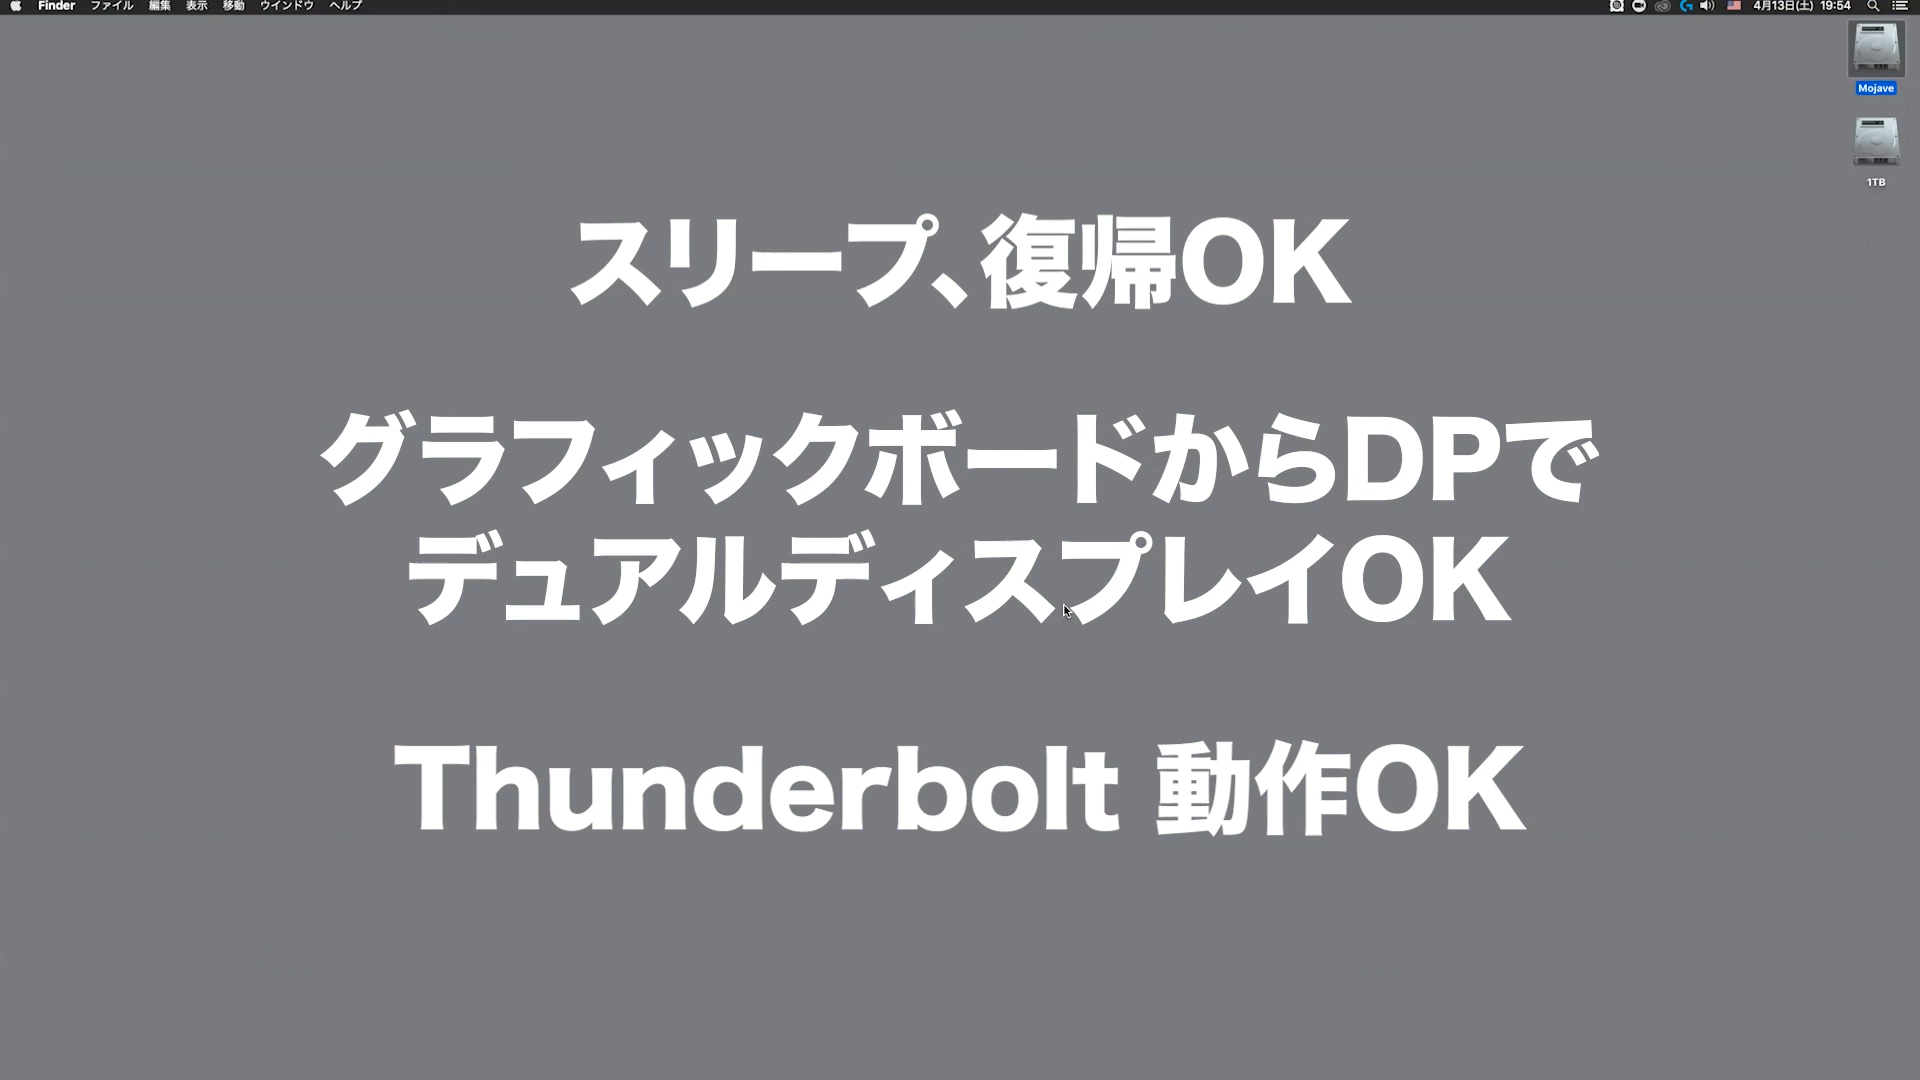 Finder ファイル 編集 表示 移動 ウインドウ ヘルプ 4月13日(土) 19:54
Mojave
1TB
スリープ、復帰OK
グラフィックボードからDPで
デュアルディスプレイOK
Thunderbolt 動作OK